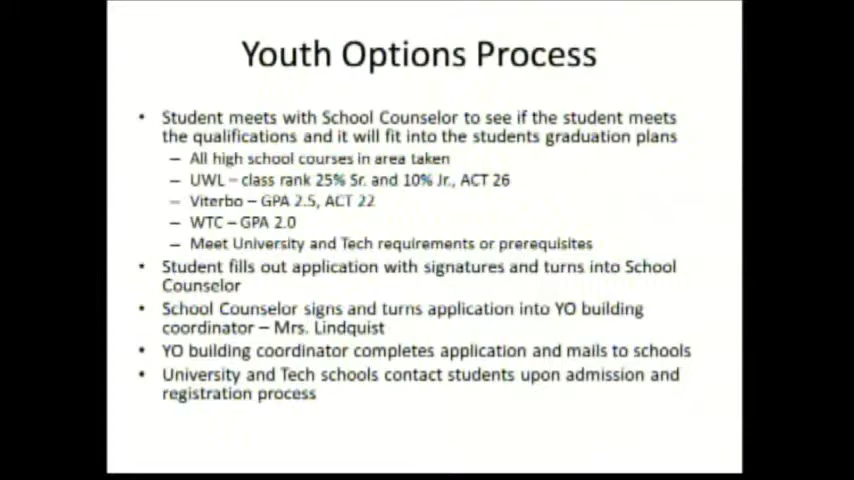 Youth Options Process
• Student meets with School Counselor to see if the student meets
the qualifications and it will fit into the students graduation plans
– All high school courses in area taken
– UWL – class rank 25% Sr. and 10% Jr., ACT 26
– Viterbo – GPA 2.5, ACT 22
– WTC – GPA 2.0
– Meet University and Tech requirements or prerequisites
• Student fills out application with signatures and turns into School
Counselor
• School Counselor signs and turns application into YO building
coordinator – Mrs. Lindquist
• YO building coordinator completes application and mails to schools
• University and Tech schools contact students upon admission and
registration process